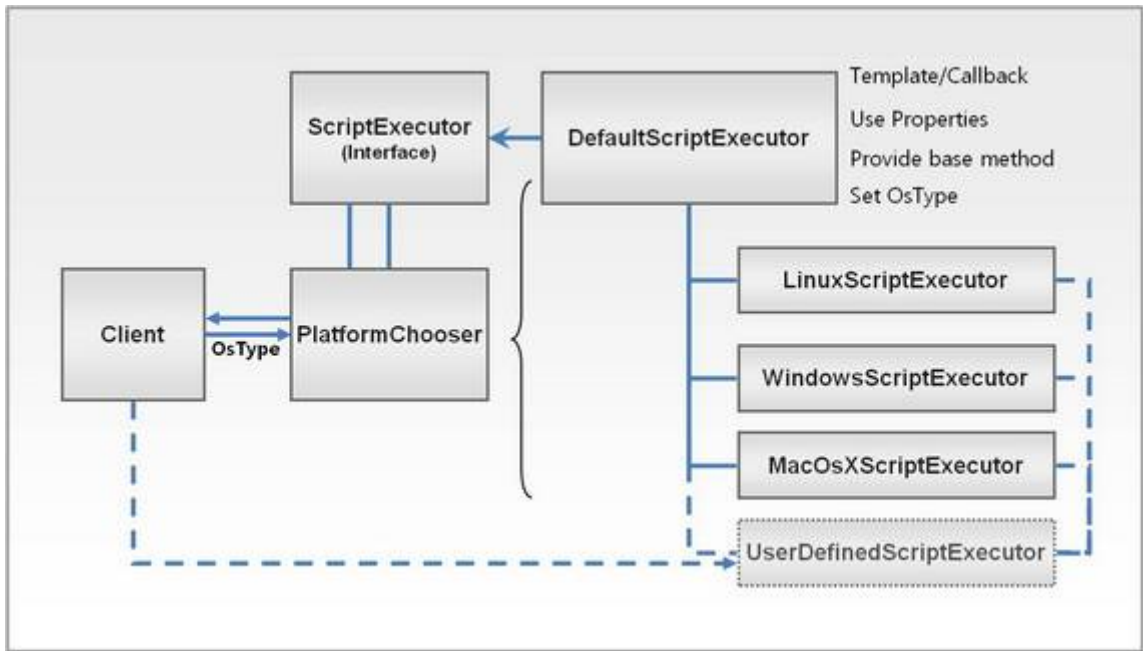 ScriptExecutor
(Interface)
DefaultScriptExecutor
Template/Callback
Use Properties
Provide base method
Set OsType
Client
OsType
PlatformChooser
LinuxScriptExecutor
WindowsScriptExecutor
MacOsXScriptExecutor
UserDefinedScriptExecutor